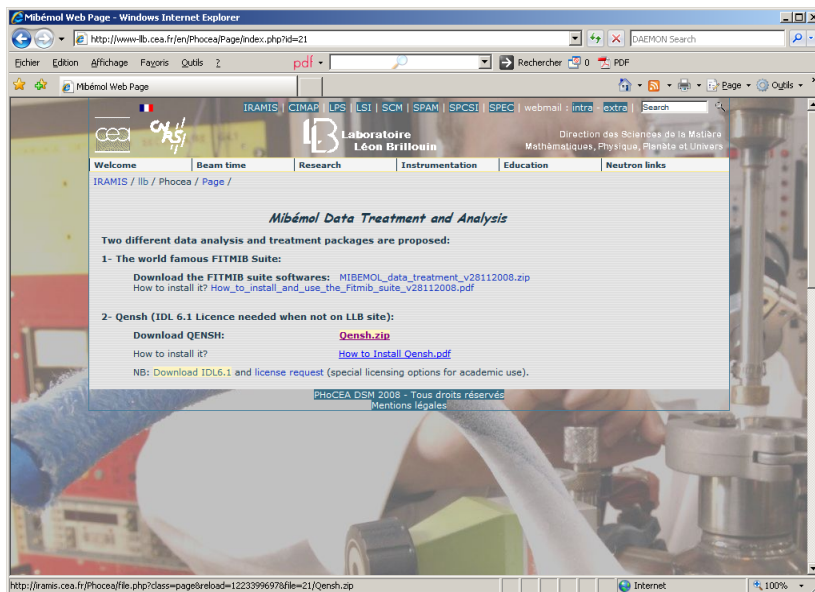 Mibémol Web Page - Windows Internet Explorer
http://www-llb.cea.fr/en/Phocea/Page/index.php?id=21
DAEMON Search
Fichier Edition Affichage Favoris Outils ?
pdf
Rechercher 0 PDF
Mibémol Web Page
Page Outils
IRAMIS | CIMAP | LPS | LSI | SCM | SPAM | SPCSI | SPEC | webmail : intra - extra | Search
cea CNRS
Laboratoire
Léon Brillouin
Direction des Sciences de la Matière
Mathématiques, Physique, Planète et Univers
Welcome Beam time Research Instrumentation Education Neutron links
IRAMIS / llb / Phocea / Page /
Mibémol Data Treatment and Analysis
Two different data analysis and treatment packages are proposed:
1- The world famous FITMIB Suite:
Download the FITMIB suite softwares: MIBEMOL_data_treatment_v28112008.zip
How to install it? How_to_install_and_use_the_Fitmib_suite_v28112008.pdf
2- Qensh (IDL 6.1 Licence needed when not on LLB site):
Download QENSH: Qensh.zip
How to install it? How to Install Qensh.pdf
NB: Download IDL6.1 and license request (special licensing options for academic use).
PHoCEA DSM 2008 - Tous droits réservés
Mentions légales
http://iramis.cea.fr/Phocea/file.php?class=page&reload=1223399697&file=21/Qensh.zip
Internet 100%